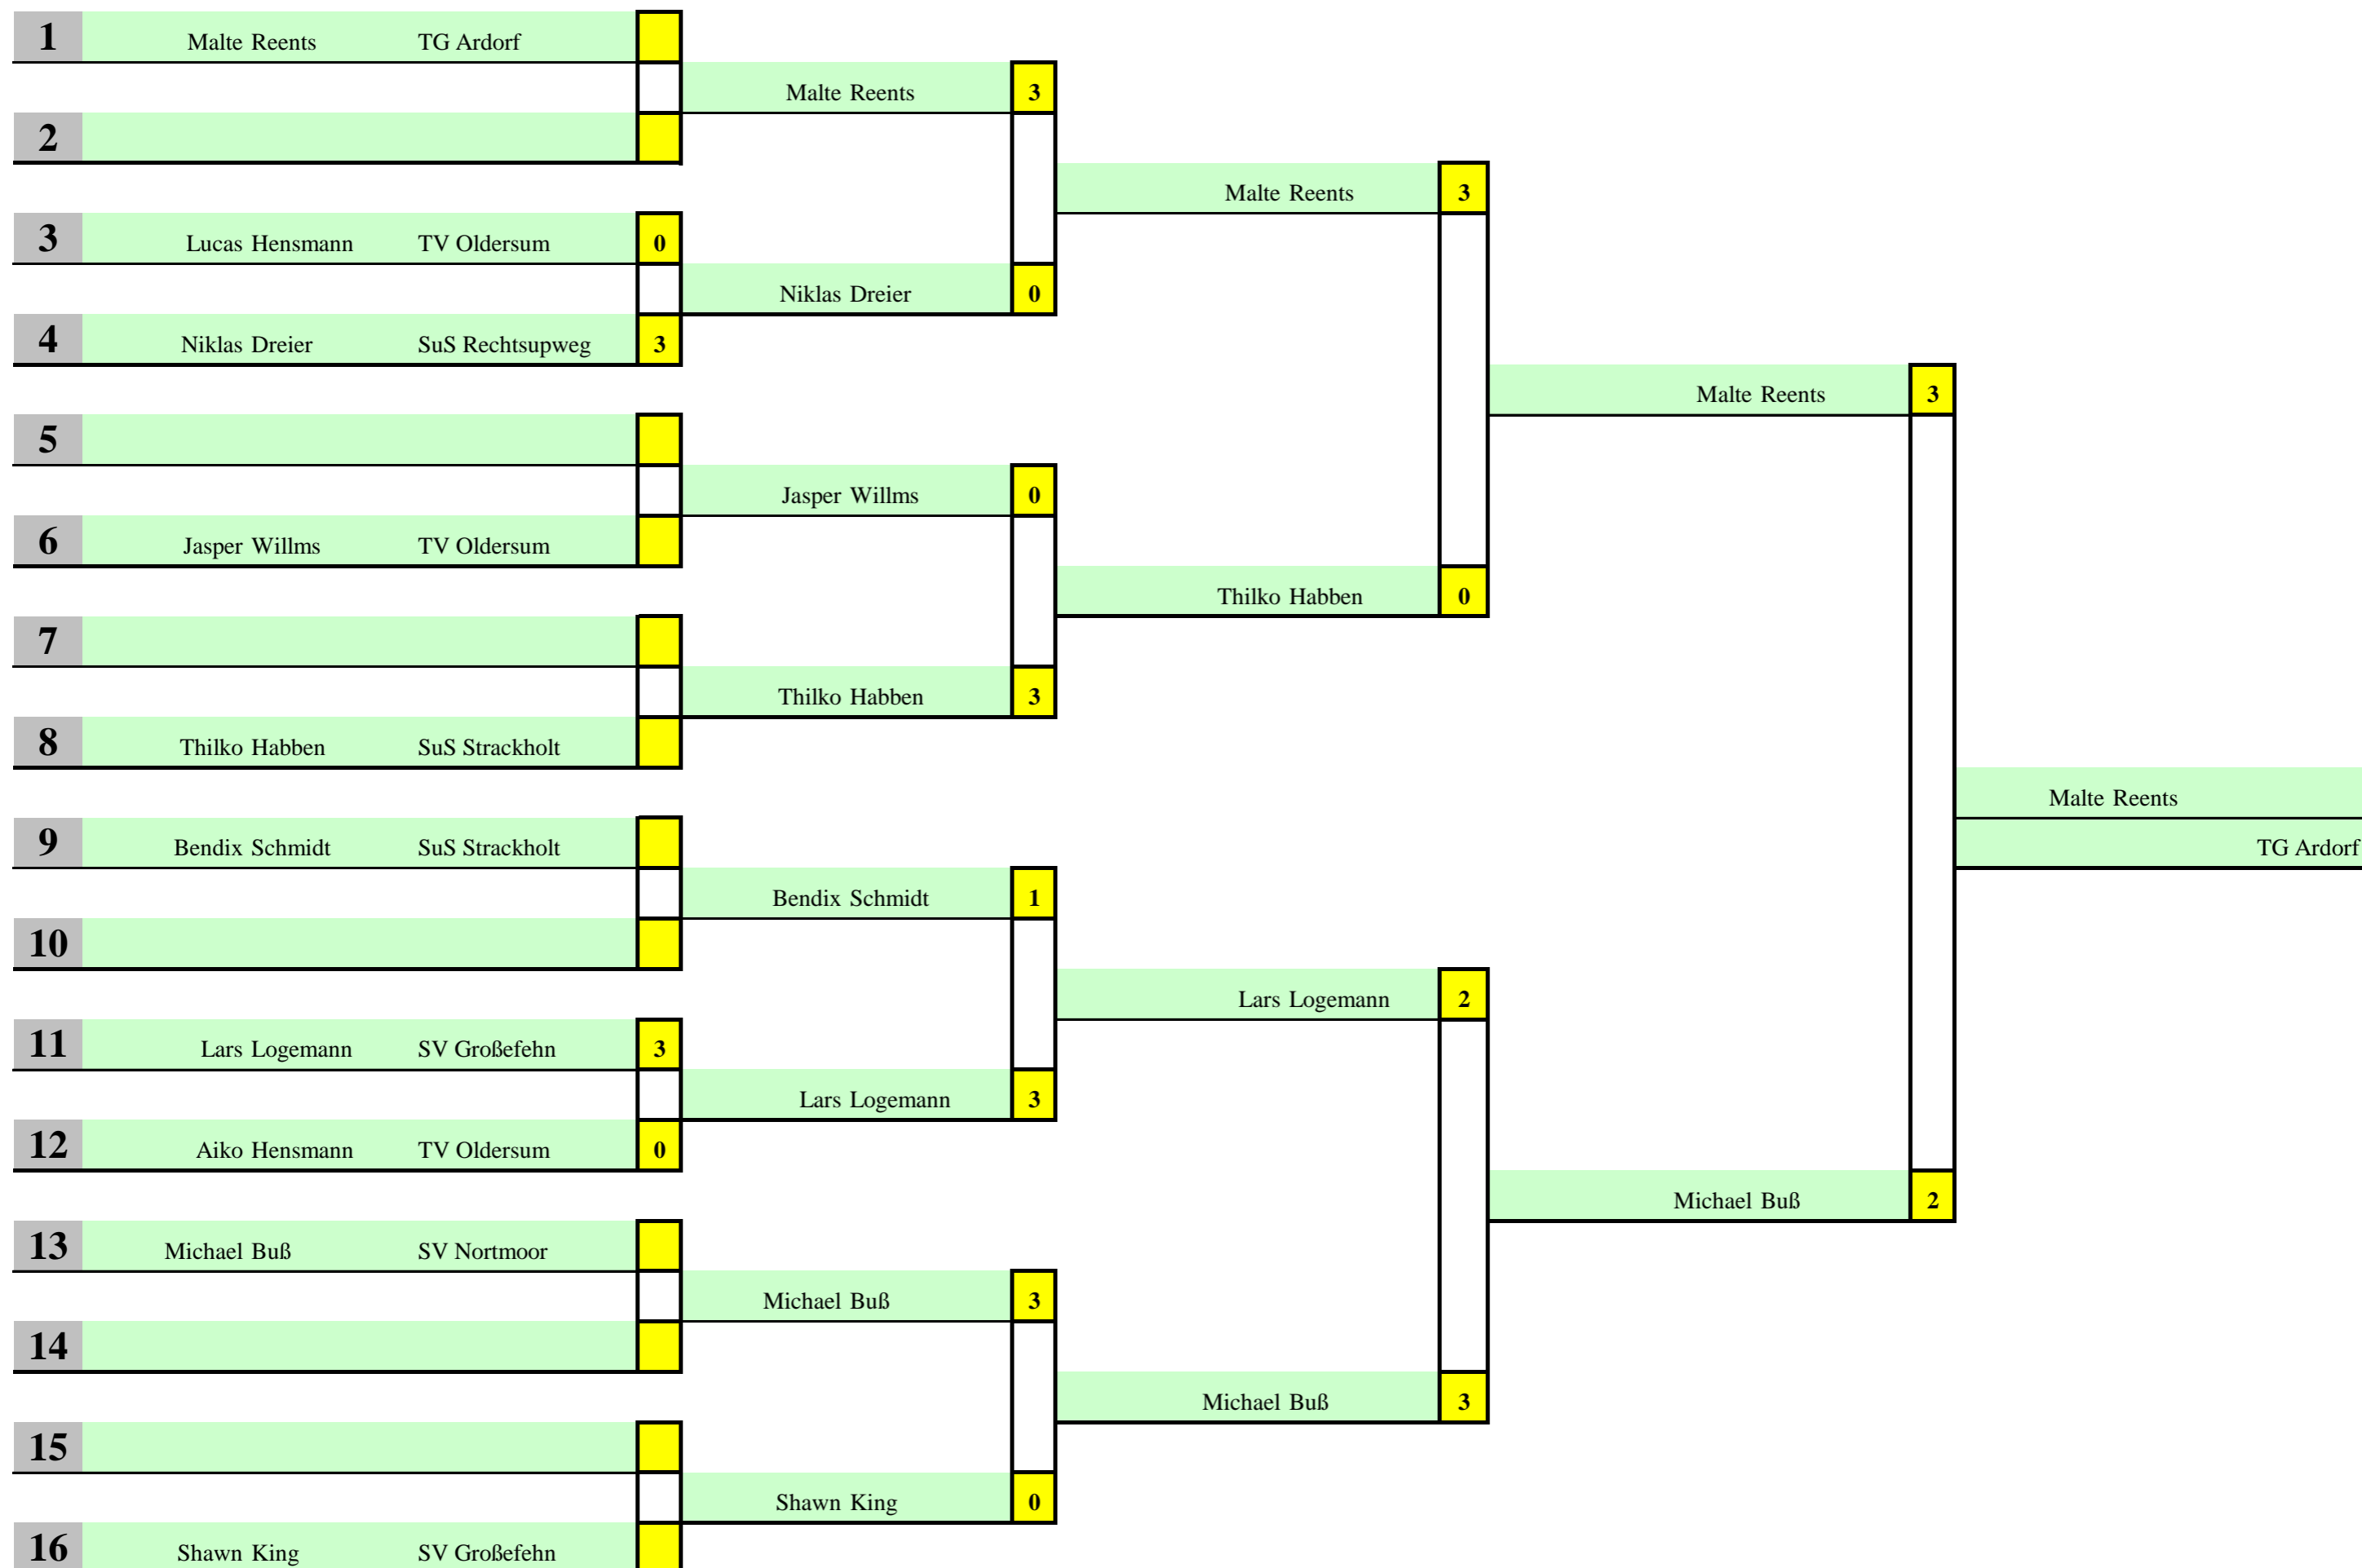 1 Malte Reents TG Ardorf
Malte Reents 3
2
Malte Reents 3
3 Lucas Hensmann TV Oldersum 0
Niklas Dreier 0
4 Niklas Dreier SuS Rechtsupweg 3
Malte Reents 3
5
Jasper Willms 0
6 Jasper Willms TV Oldersum
Thilko Habben 0
7
Thilko Habben 3
8 Thilko Habben SuS Strackholt
Malte Reents
9 Bendix Schmidt SuS Strackholt
TG Ardorf
Bendix Schmidt 1
10
Lars Logemann 2
11 Lars Logemann SV Großefehn 3
Lars Logemann 3
12 Aiko Hensmann TV Oldersum 0
Michael Buß 2
13 Michael Buß SV Nortmoor
Michael Buß 3
14
Michael Buß 3
15
Shawn King 0
16 Shawn King SV Großefehn